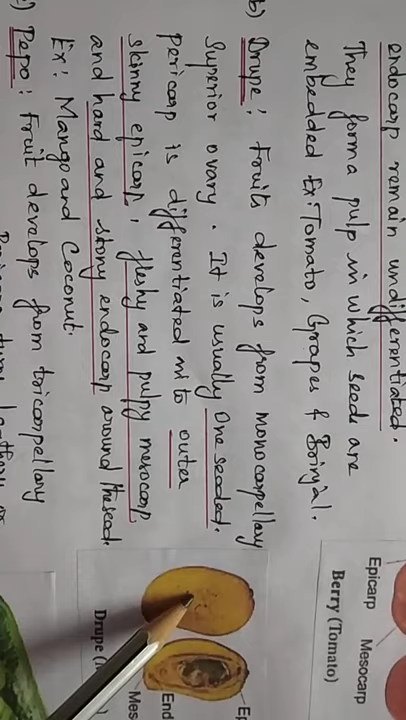 endocarp remain undifferentiated.
They forma pulp in which seeds are
embedded Ex: Tomato, Grapes & Brinjal.
b) Drupe: Fruits develops from monocarpellary
Superior ovary. It is usually One seeded.
Pericarp is differentiated into outer
skinny epicarp, fleshy and pulpy mesocarp
and hard and stony endocarp around the seed.
Ex: Mango and Coconut.
Pepo: Fruit develops from tricarpellary
Epicarp
Mesocarp
Berry (Tomato)
Drupe